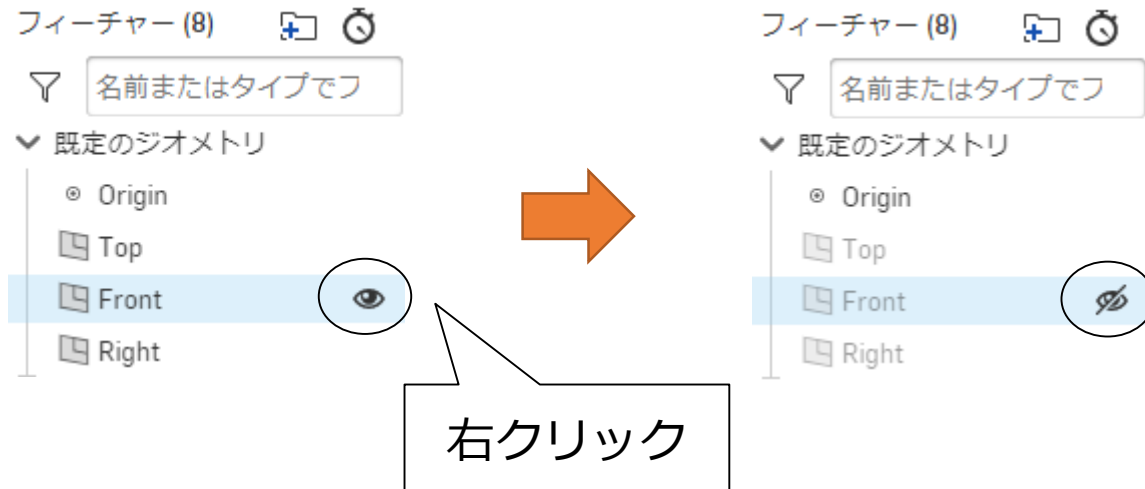 フィーチャー (8)
名前またはタイプでフ
既定のジオメトリ
Origin
Top
Front
Right
右クリック
フィーチャー (8)
名前またはタイプでフ
既定のジオメトリ
Origin
Top
Front
Right